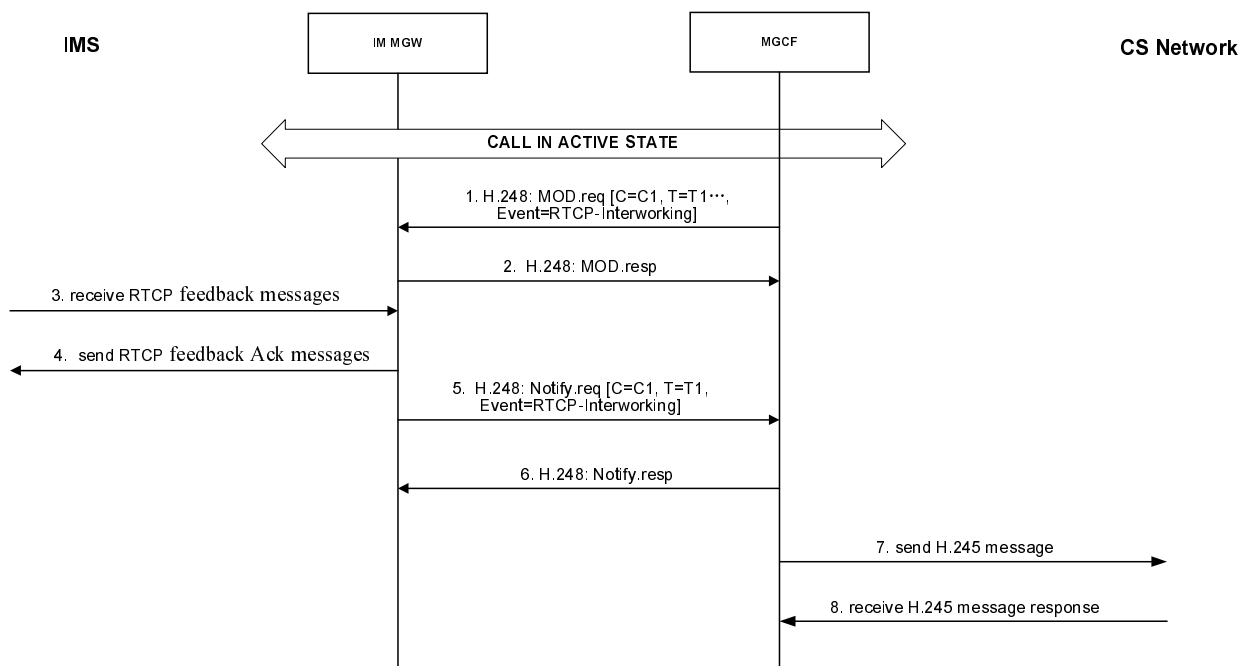 IMS
IM MGW
MGCF
CS Network
CALL IN ACTIVE STATE
1. H.248: MOD.req [C=C1, T=T1⋯,
Event=RTCP-Interworking]
2. H.248: MOD.resp
3. receive RTCP feedback messages
4. send RTCP feedback Ack messages
5. H.248: Notify.req [C=C1, T=T1,
Event=RTCP-Interworking]
6. H.248: Notify.resp
7. send H.245 message
8. receive H.245 message response